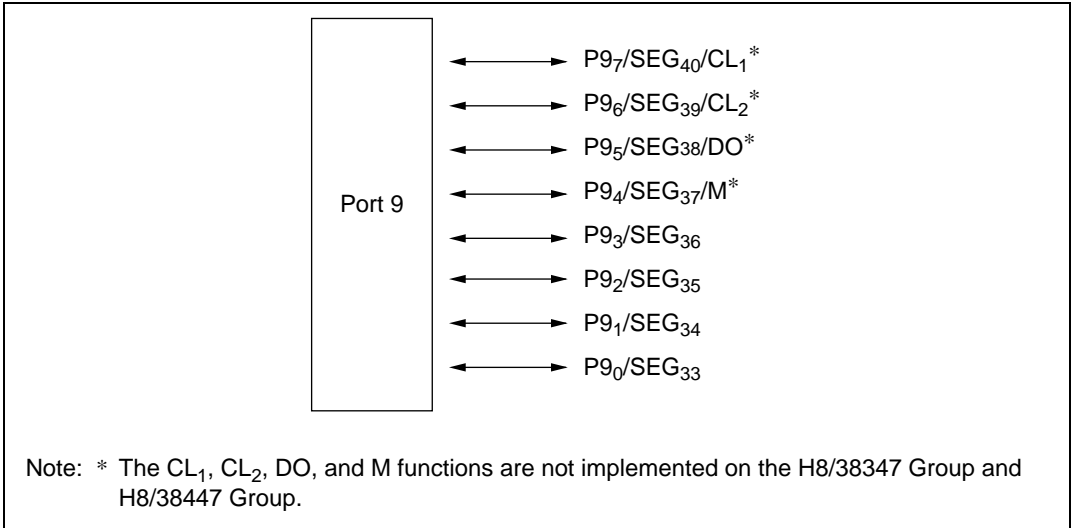 P9₇/SEG₄₀/CL₁*
P9₆/SEG₃₉/CL₂*
P9₅/SEG38/DO*
P9₄/SEG₃₇/M*
Port 9
P9₃/SEG₃₆
P9₂/SEG₃₅
P9₁/SEG₃₄
P9₀/SEG₃₃
Note: * The CL₁, CL₂, DO, and M functions are not implemented on the H8/38347 Group and
H8/38447 Group.